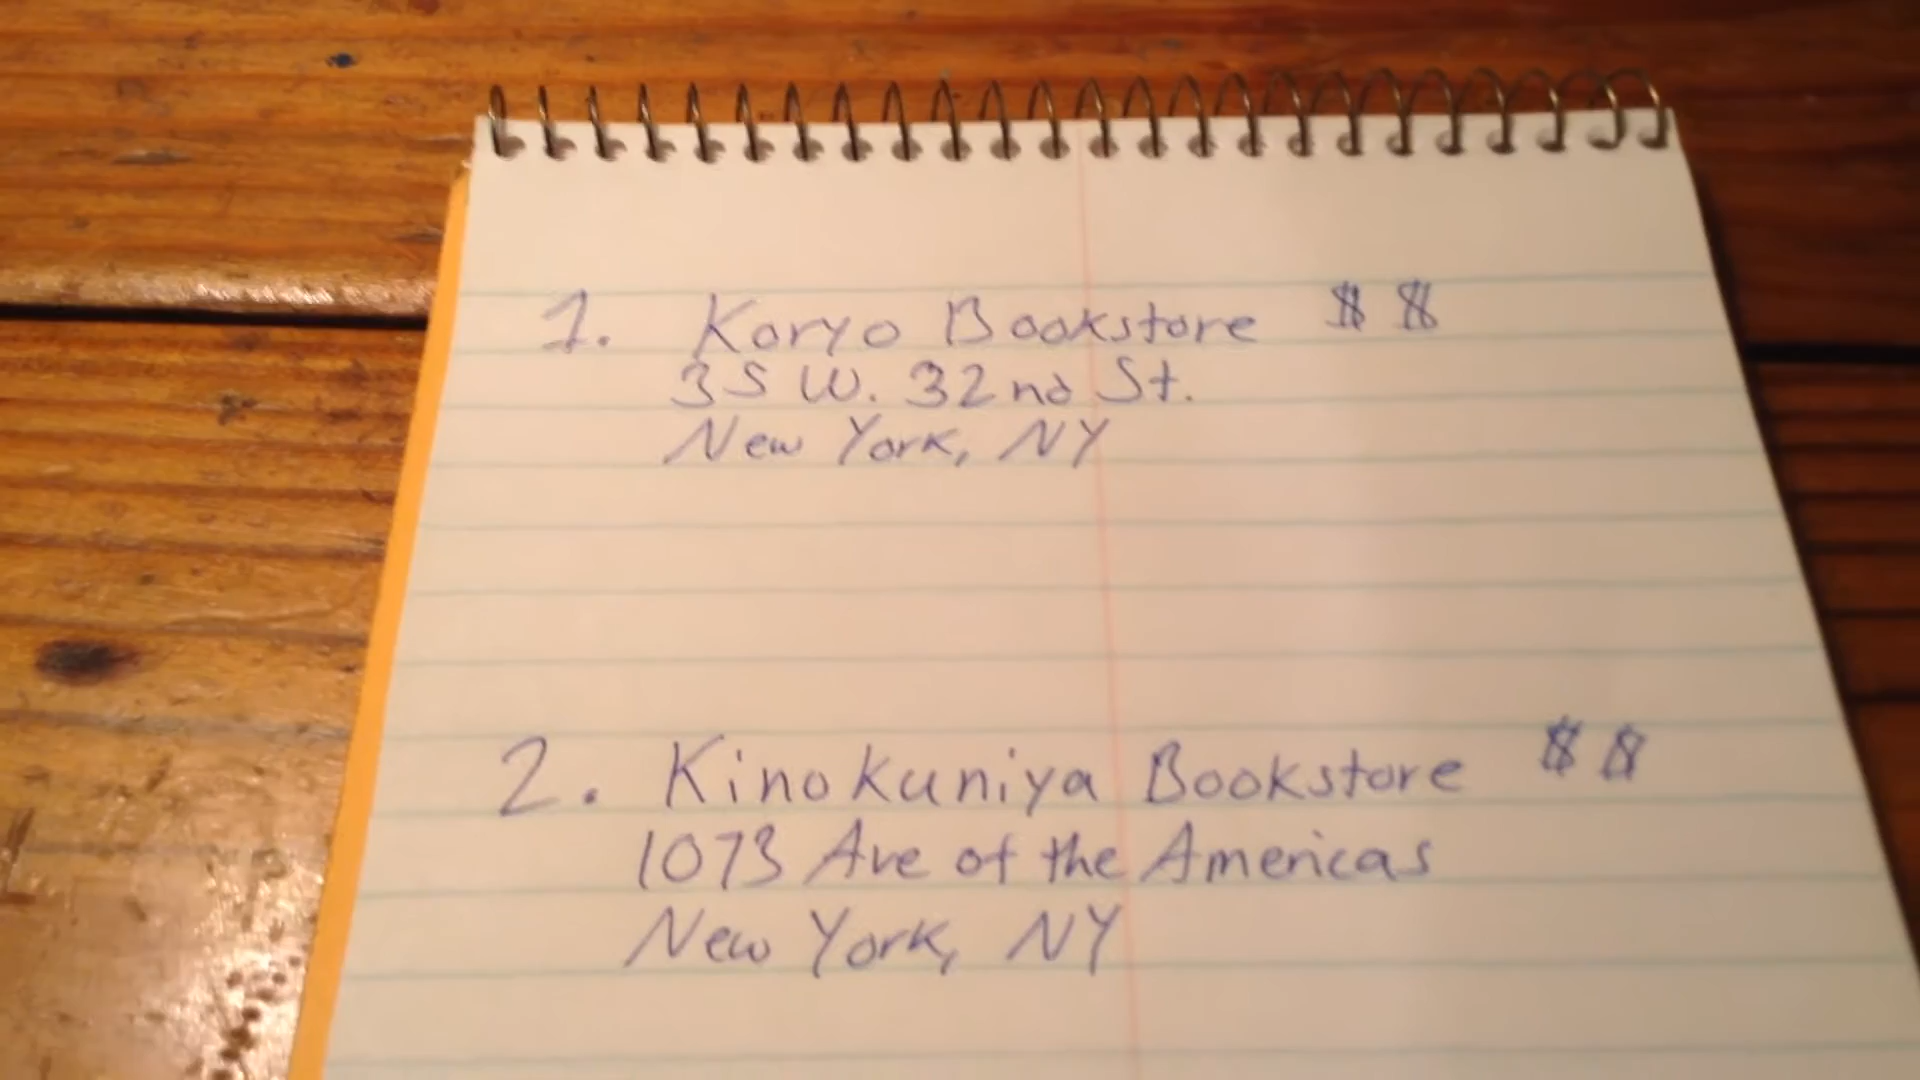 1. Koryo Bookstore $$
35 W. 32nd St.
New York, NY
2. Kinokuniya Bookstore $$
1073 Ave of the Americas
New York, NY